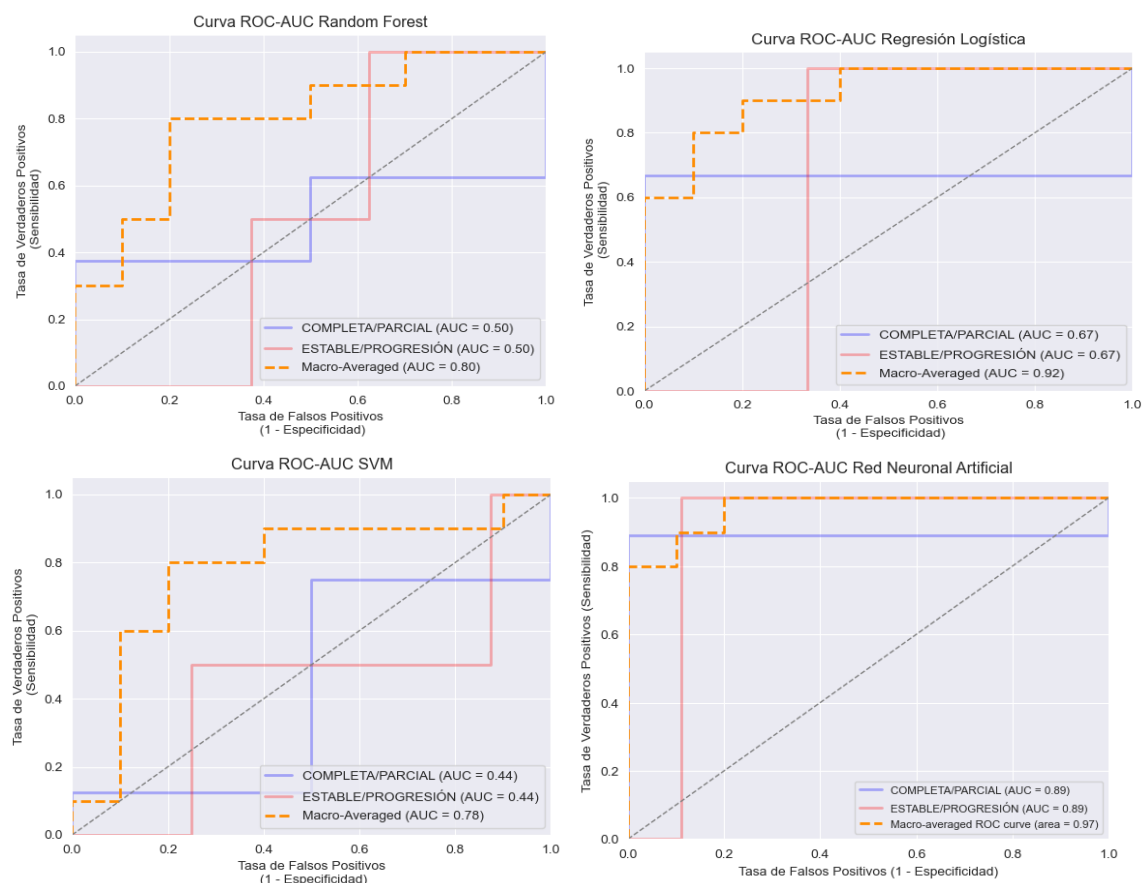 Curva ROC-AUC Random Forest
Tasa de Verdaderos Positivos
(Sensibilidad)
1.0
0.8
0.6
0.4
0.2
0.0
COMPLETA/PARCIAL (AUC = 0.50)
ESTABLE/PROGRESIÓN (AUC = 0.50)
Macro-Averaged (AUC = 0.80)
0.0 0.2 0.4 0.6 0.8 1.0
Tasa de Falsos Positivos
(1 - Especificidad)
Curva ROC-AUC Regresión Logística
Tasa de Verdaderos Positivos
(Sensibilidad)
1.0
0.8
0.6
0.4
0.2
0.0
COMPLETA/PARCIAL (AUC = 0.67)
ESTABLE/PROGRESIÓN (AUC = 0.67)
Macro-Averaged (AUC = 0.92)
0.0 0.2 0.4 0.6 0.8 1.0
Tasa de Falsos Positivos
(1 - Especificidad)
Curva ROC-AUC SVM
Tasa de Verdaderos Positivos
(Sensibilidad)
1.0
0.8
0.6
0.4
0.2
0.0
COMPLETA/PARCIAL (AUC = 0.44)
ESTABLE/PROGRESIÓN (AUC = 0.44)
Macro-Averaged (AUC = 0.78)
0.0 0.2 0.4 0.6 0.8 1.0
Tasa de Falsos Positivos
(1 - Especificidad)
Curva ROC-AUC Red Neuronal Artificial
Tasa de Verdaderos Positivos (Sensibilidad)
1.0
0.8
0.6
0.4
0.2
0.0
COMPLETA/PARCIAL (AUC = 0.89)
ESTABLE/PROGRESIÓN (AUC = 0.89)
Macro-averaged ROC curve (area = 0.97)
0.0 0.2 0.4 0.6 0.8 1.0
Tasa de Falsos Positivos (1 - Especificidad)